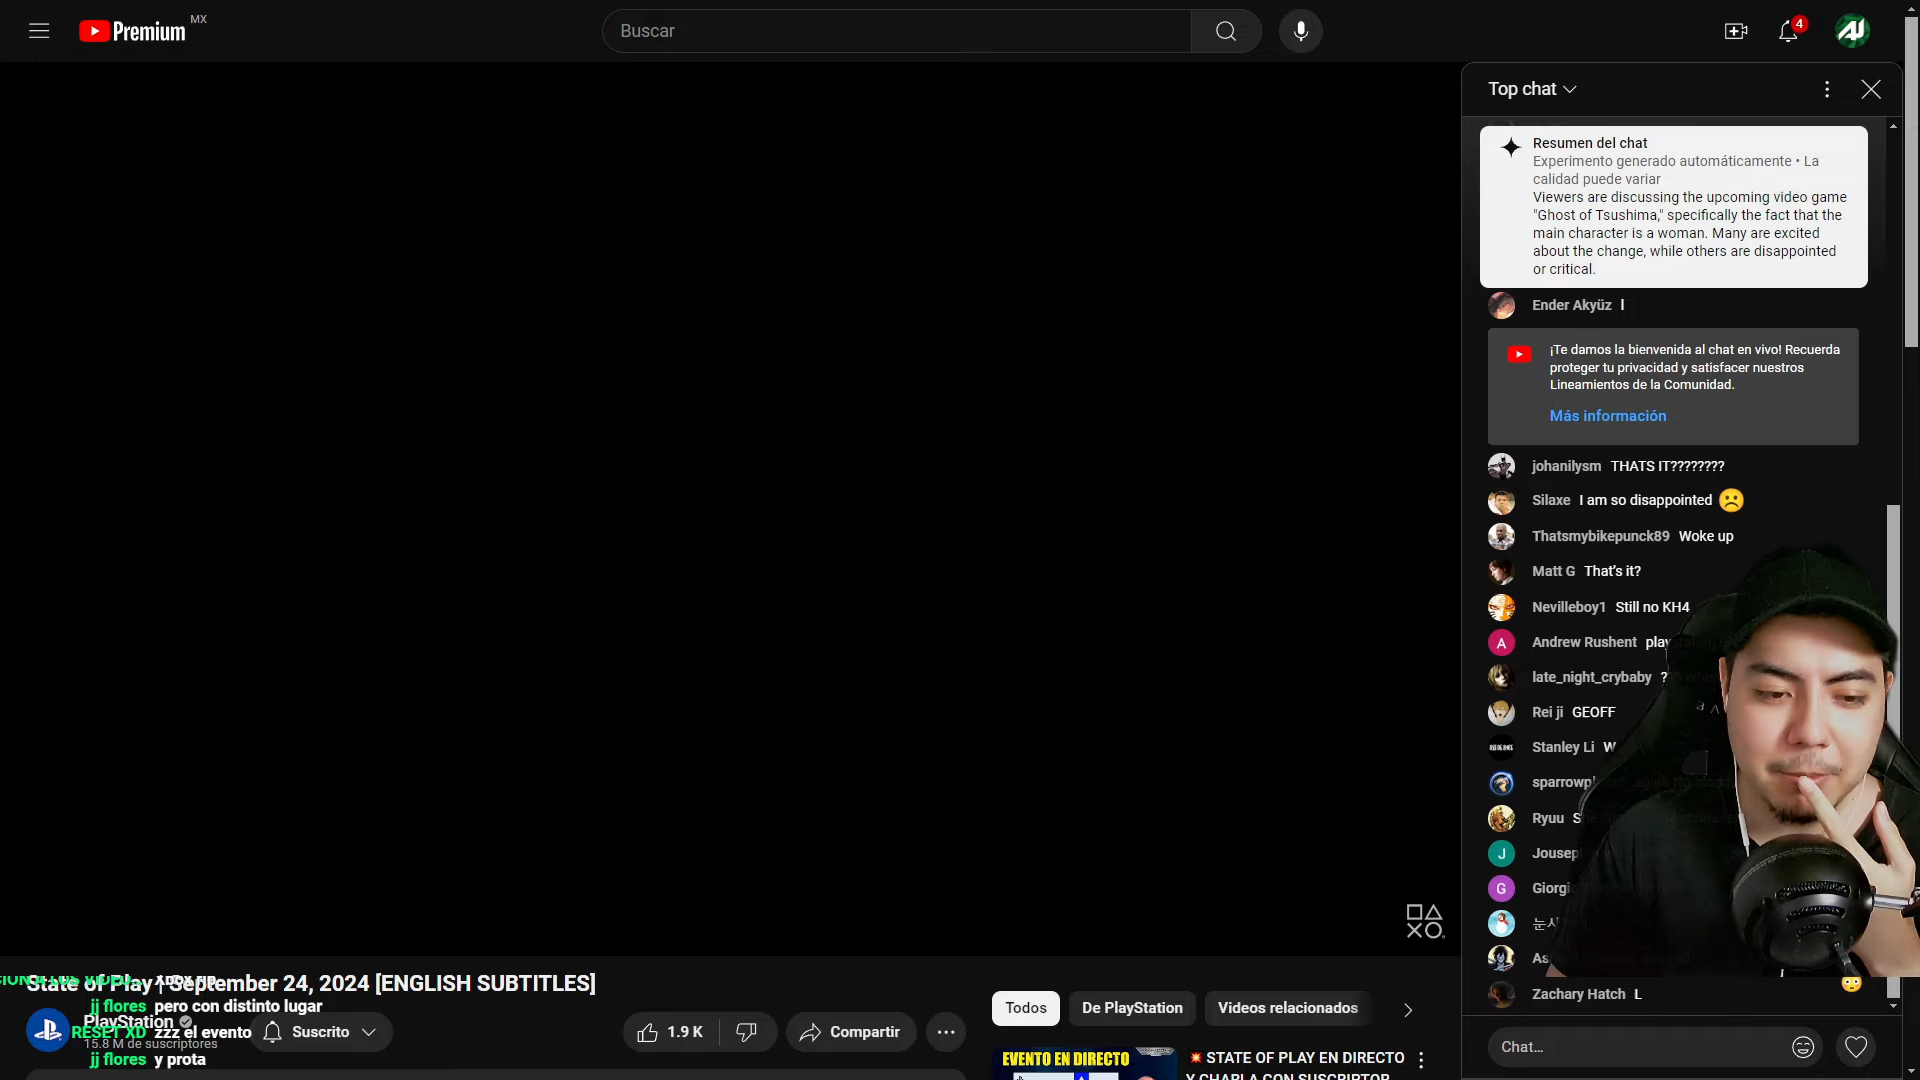 Premium
MX
Buscar
4
Top chat
Resumen del chat
Experimento generado automáticamente • La
calidad puede variar
Viewers are discussing the upcoming video game
"Ghost of Tsushima," specifically the fact that the
main character is a woman. Many are excited
about the change, while others are disappointed
or critical.
Ender Akyüz I
¡Te damos la bienvenida al chat en vivo! Recuerda
proteger tu privacidad y satisfacer nuestros
Lineamientos de la Comunidad.
Más información
johanilysm THATS IT????????
Silaxe I am so disappointed ☹️
Thatsmybikepunck89 Woke up
Matt G That's it?
Nevilleboy1 Still no KH4
A Andrew Rushent
late_night_crybaby ?
Rei ji GEOFF
Stanley Li W
Ryuu
J
G
Zachary Hatch L
Chat...
State of Play | September 24, 2024 [ENGLISH SUBTITLES]
jj flores pero con distinto lugar
PlayStation
RESET XD zzz el evento
15.8 M de suscriptores
jj flores y prota
Suscrito
1.9 K
Compartir
Todos
De PlayStation
Videos relacionados
EVENTO EN DIRECTO
💥 STATE OF PLAY EN DIRECTO
Y CHARLA CON SUSCRIPTOR